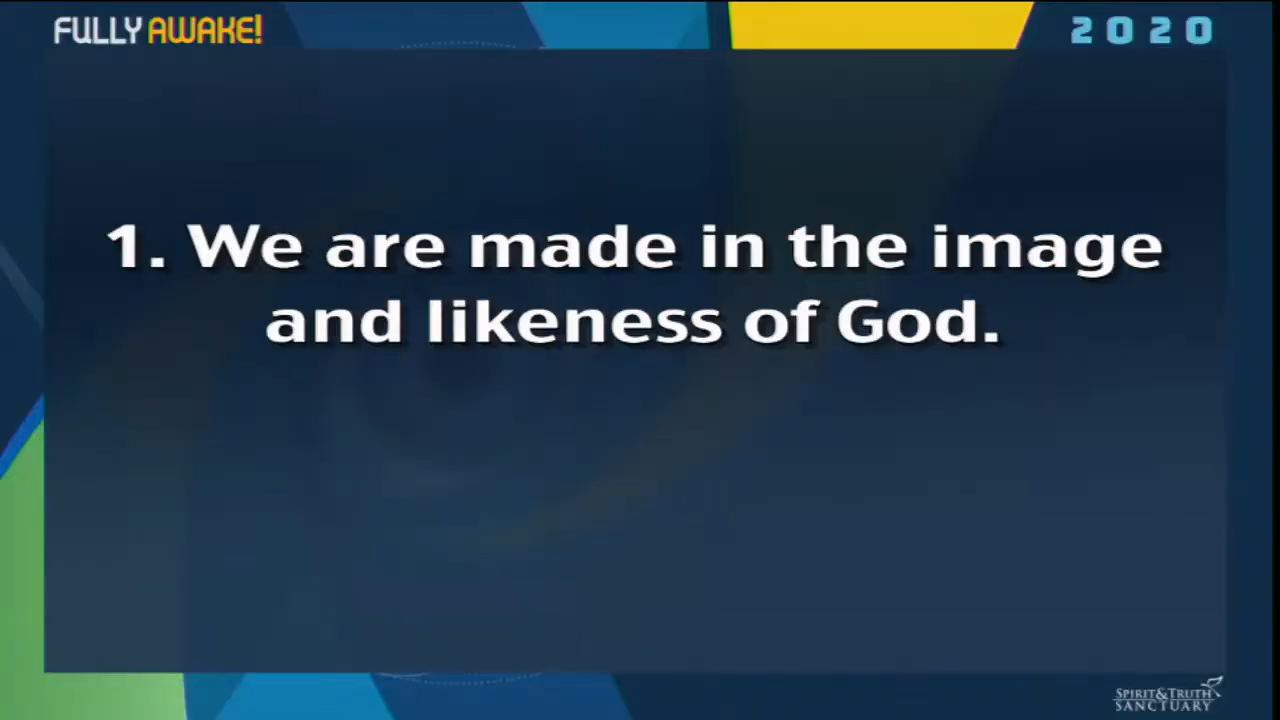 FULLY AWAKE!
2020
1. We are made in the image
and likeness of God.
SPIRIT&TRUTH
SANCTUARY